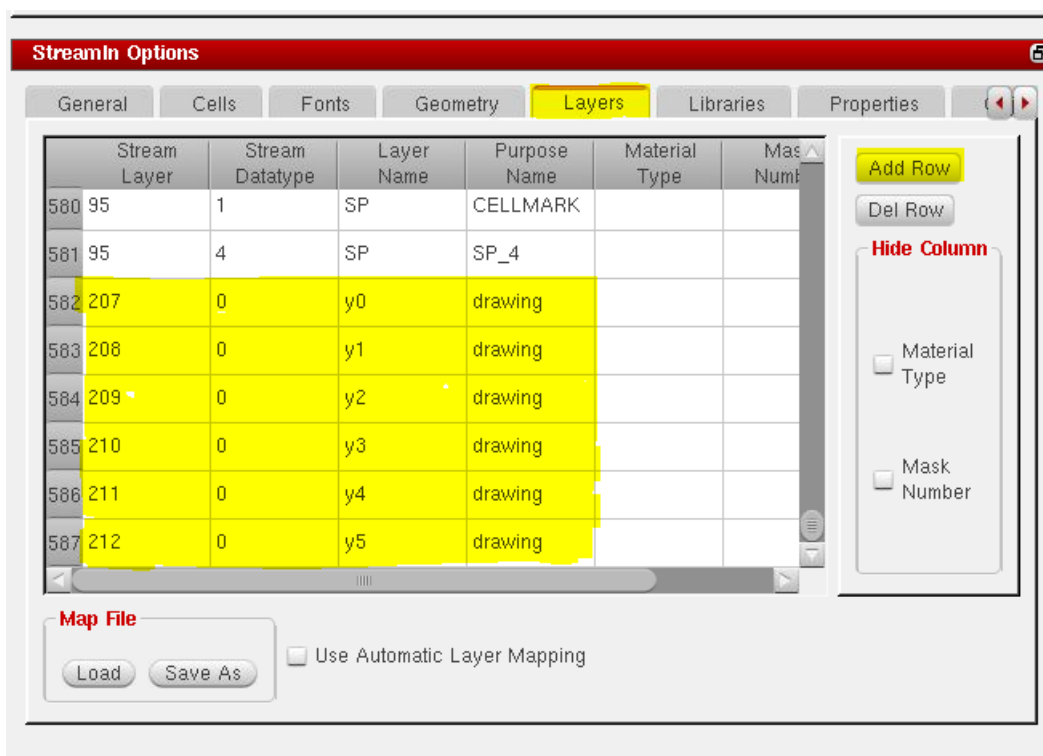 StreamIn Options
General Cells Fonts Geometry Layers Libraries Properties
Stream Layer Stream Datatype Layer Name Purpose Name Material Type
580 95 1 SP CELLMARK
581 95 4 SP SP_4
582 207 0 y0 drawing
583 208 0 y1 drawing
584 209 0 y2 drawing
585 210 0 y3 drawing
586 211 0 y4 drawing
587 212 0 y5 drawing
Add Row
Del Row
Hide Column
Material
Type
Mask
Number
Map File
Load Save As
Use Automatic Layer Mapping